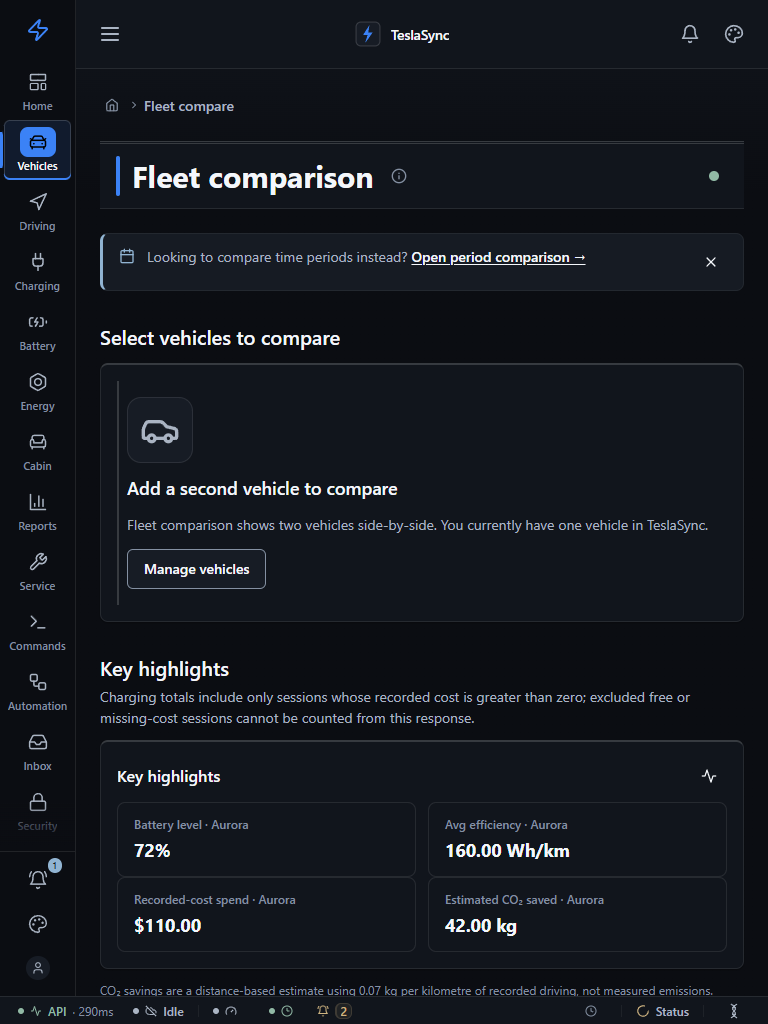 TeslaSync
Home
Vehicles
Driving
Charging
Battery
Energy
Cabin
Reports
Service
Commands
Automation
Inbox
Security
1
Fleet compare
Fleet comparison
Looking to compare time periods instead? Open period comparison →
Select vehicles to compare
Add a second vehicle to compare
Fleet comparison shows two vehicles side-by-side. You currently have one vehicle in TeslaSync.
Manage vehicles
Key highlights
Charging totals include only sessions whose recorded cost is greater than zero; excluded free or
missing-cost sessions cannot be counted from this response.
Key highlights
Battery level · Aurora
72%
Avg efficiency · Aurora
160.00 Wh/km
Recorded-cost spend · Aurora
$110.00
Estimated CO₂ saved · Aurora
42.00 kg
CO₂ savings are a distance-based estimate using 0.07 kg per kilometre of recorded driving, not measured emissions.
API · 290ms Idle 2 Status